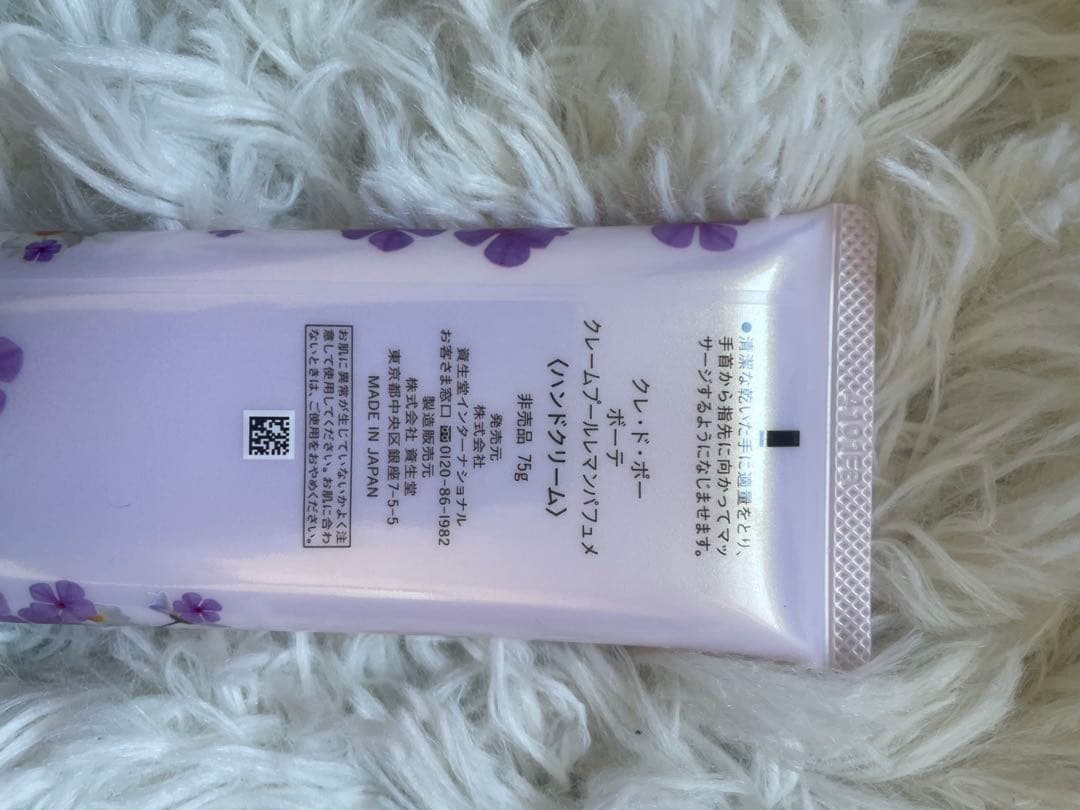 ●清潔な乾いた手に適量をとり、
手首から指先に向かってマッ
サージするようになじませます。
クレ・ド・ポー
ボーテ
クレームプールレマンパフュメ
〈ハンドクリーム〉
非売品 75g
発売元
株式会社
資生堂インターナショナル
お客さま窓口 0120-86-1982
製造販売元
株式会社 資生堂
東京都中央区銀座7-5-5
MADE IN JAPAN
お肌に異常が生じていないかよく注
意して使用してください。お肌に合わ
ないときは、ご使用をおやめください。